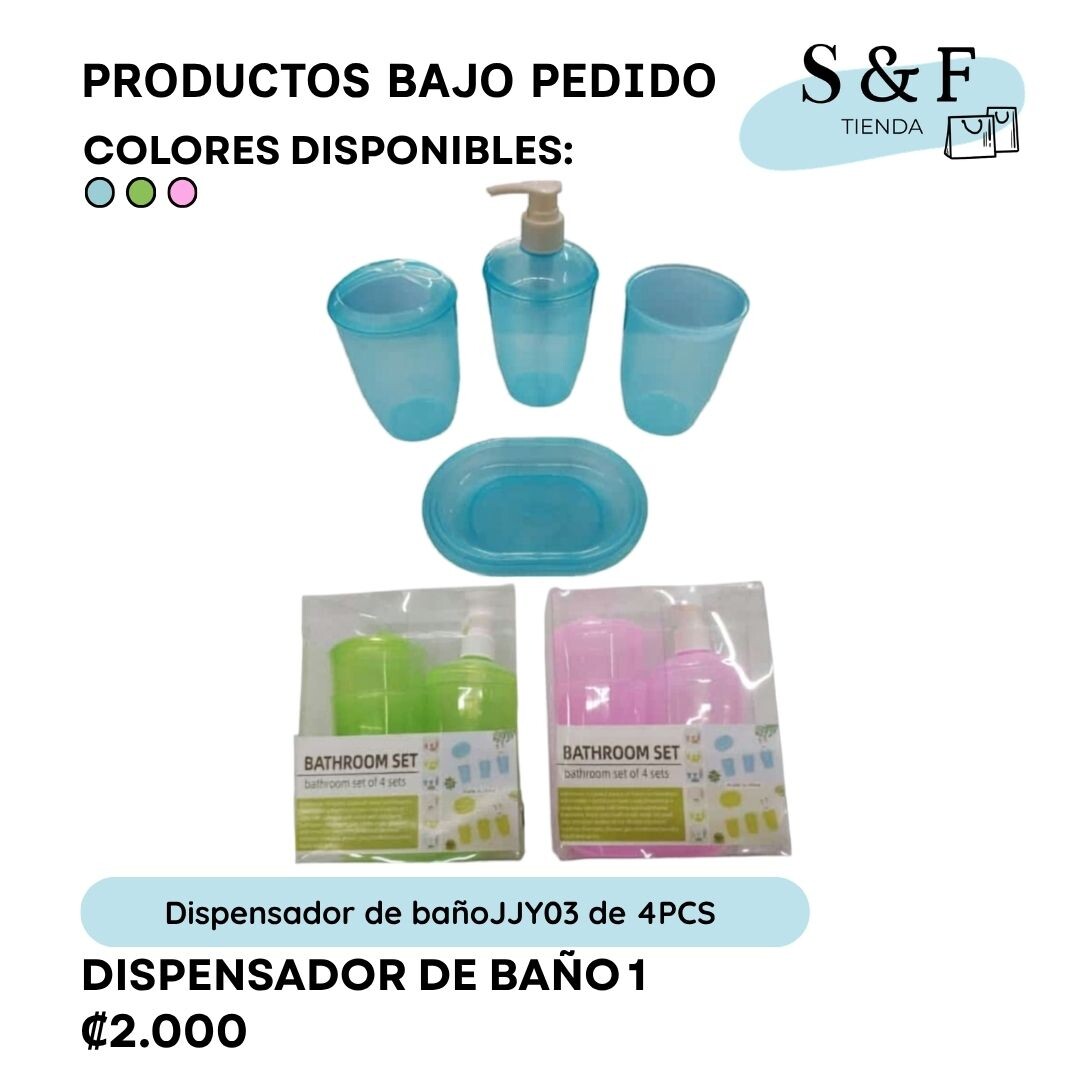 PRODUCTOS BAJO PEDIDO
S & F
TIENDA
COLORES DISPONIBLES:
BATHROOM SET
bathroom set of 4 sets
BATHROOM SET
bathroom set of 4 sets
Dispensador de bañoJJY03 de 4PCS
DISPENSADOR DE BAÑO 1
₡2.000